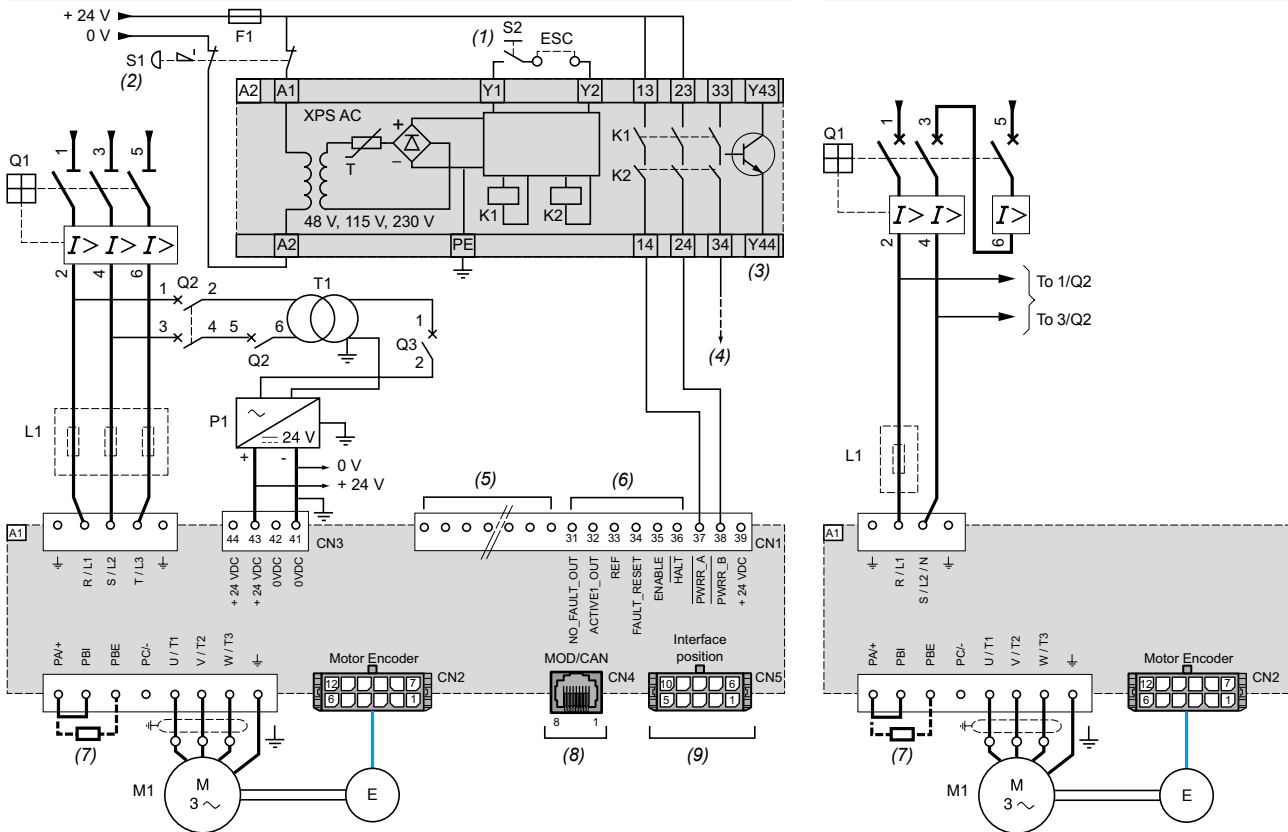 + 24 V
F1
0 V
S1
(2)
(1)
S2
ESC
A2
A1
Y1
Y2
13
23
33
Y43
XPS AC
+
T
–
K1
K2
K1
K2
48 V, 115 V, 230 V
A2
PE
14
24
34
Y44
(3)
(4)
Q1
1
3
5
I>
I>
I>
2
4
6
1
Q2
2
T1
3
4
5
6
Q2
1
Q3
2
P1
24 V
+
-
0 V
+ 24 V
L1
(5)
(6)
A1
R / L1
S / L2
T / L3
44
43
42
41
CN3
+ 24 VDC
+ 24 VDC
0VDC
0VDC
31
32
33
34
35
36
37
38
39
CN1
NO_FAULT_OUT
ACTIVE1_OUT
REF
FAULT_RESET
ENABLE
HALT
PWRR_A
PWRR_B
+ 24 VDC
PA/+
PBI
PBE
PC/-
U / T1
V / T2
W / T3
Motor Encoder
12
7
6
1
CN2
MOD/CAN
CN4
8
1
(8)
Interface
position
10
6
5
1
CN5
(9)
(7)
M1
M
3 ~
E
Q1
1
3
5
I>
I>
I>
2
4
6
To 1/Q2
To 3/Q2
L1
A1
R / L1
S / L2 / N
PA/+
PBI
PBE
PC/-
U / T1
V / T2
W / T3
Motor Encoder
12
7
6
1
CN2
(7)
M1
M
3 ~
E